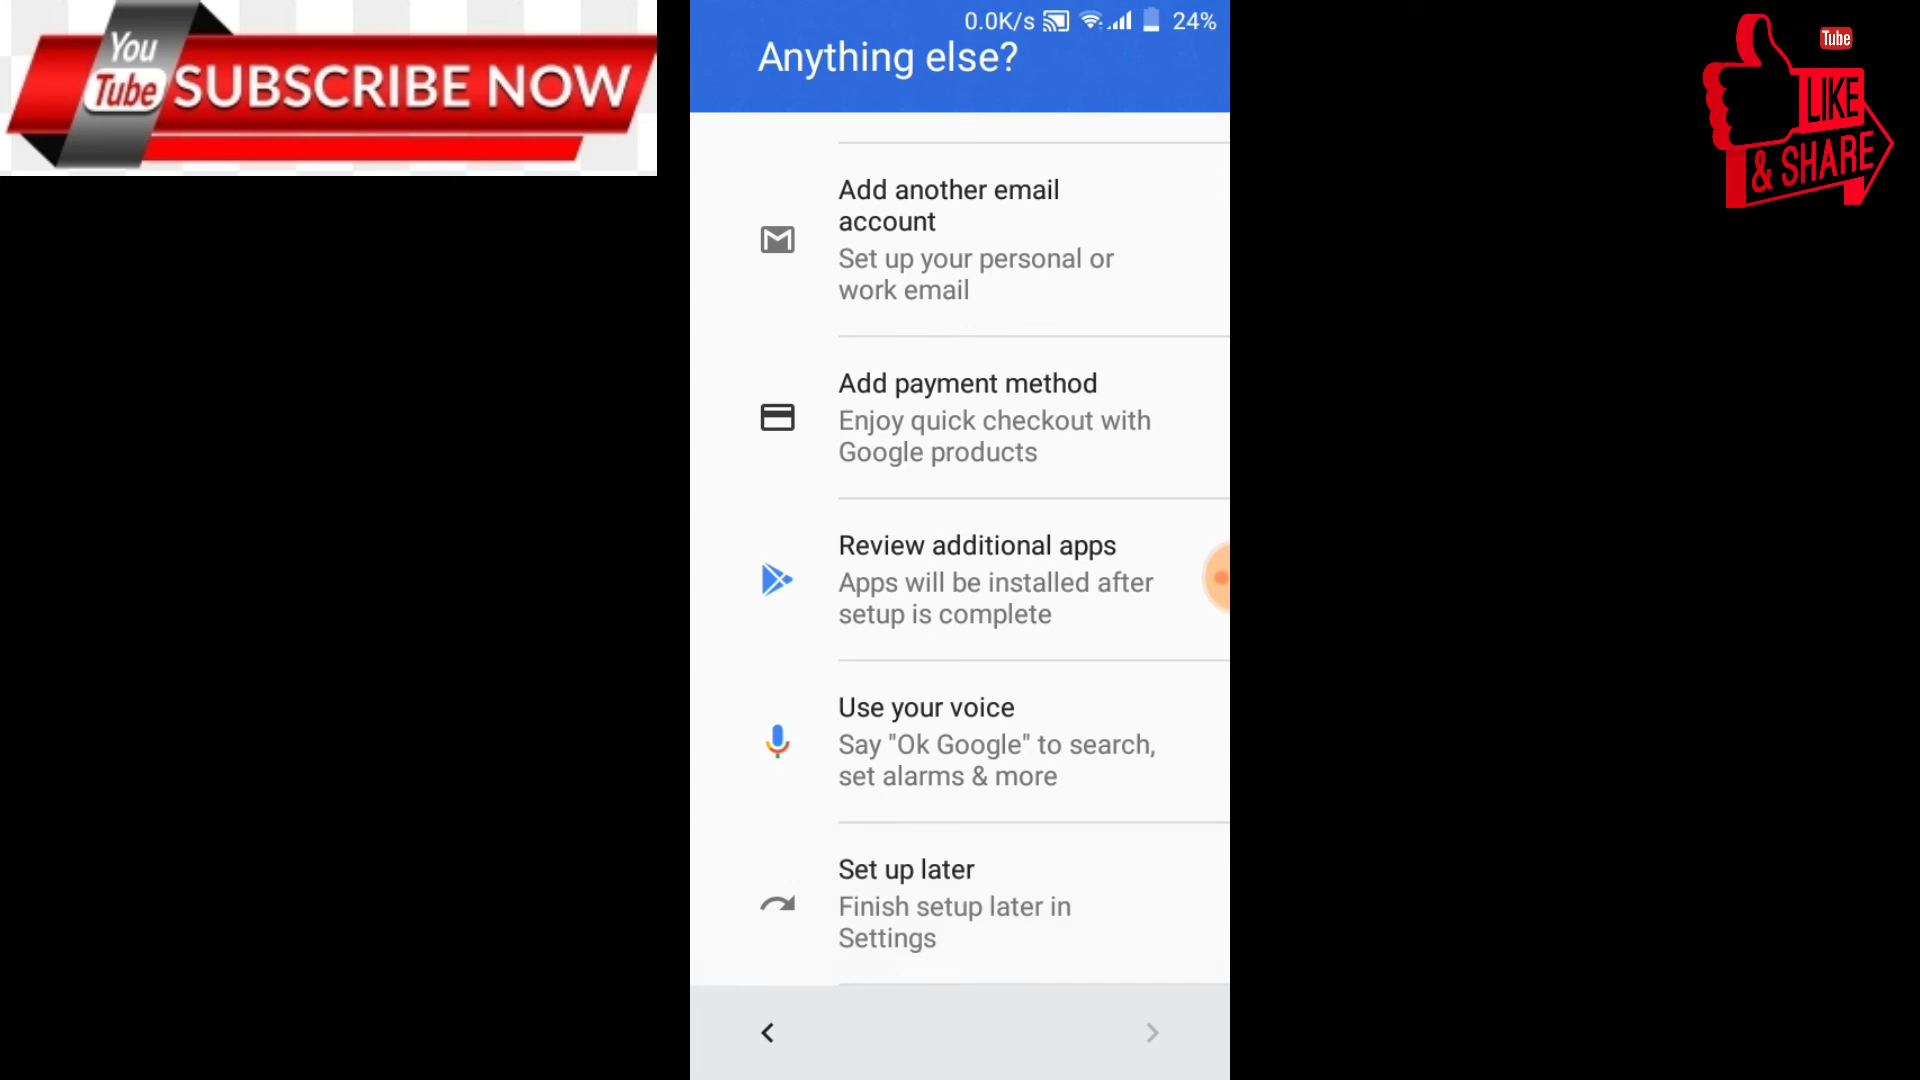 You
Tube SUBSCRIBE NOW
0.0K/s 24%
Anything else?
Add another email
account
Set up your personal or
work email
Add payment method
Enjoy quick checkout with
Google products
Review additional apps
Apps will be installed after
setup is complete
Use your voice
Say "Ok Google" to search,
set alarms & more
Set up later
Finish setup later in
Settings
Tube
LIKE
& SHARE